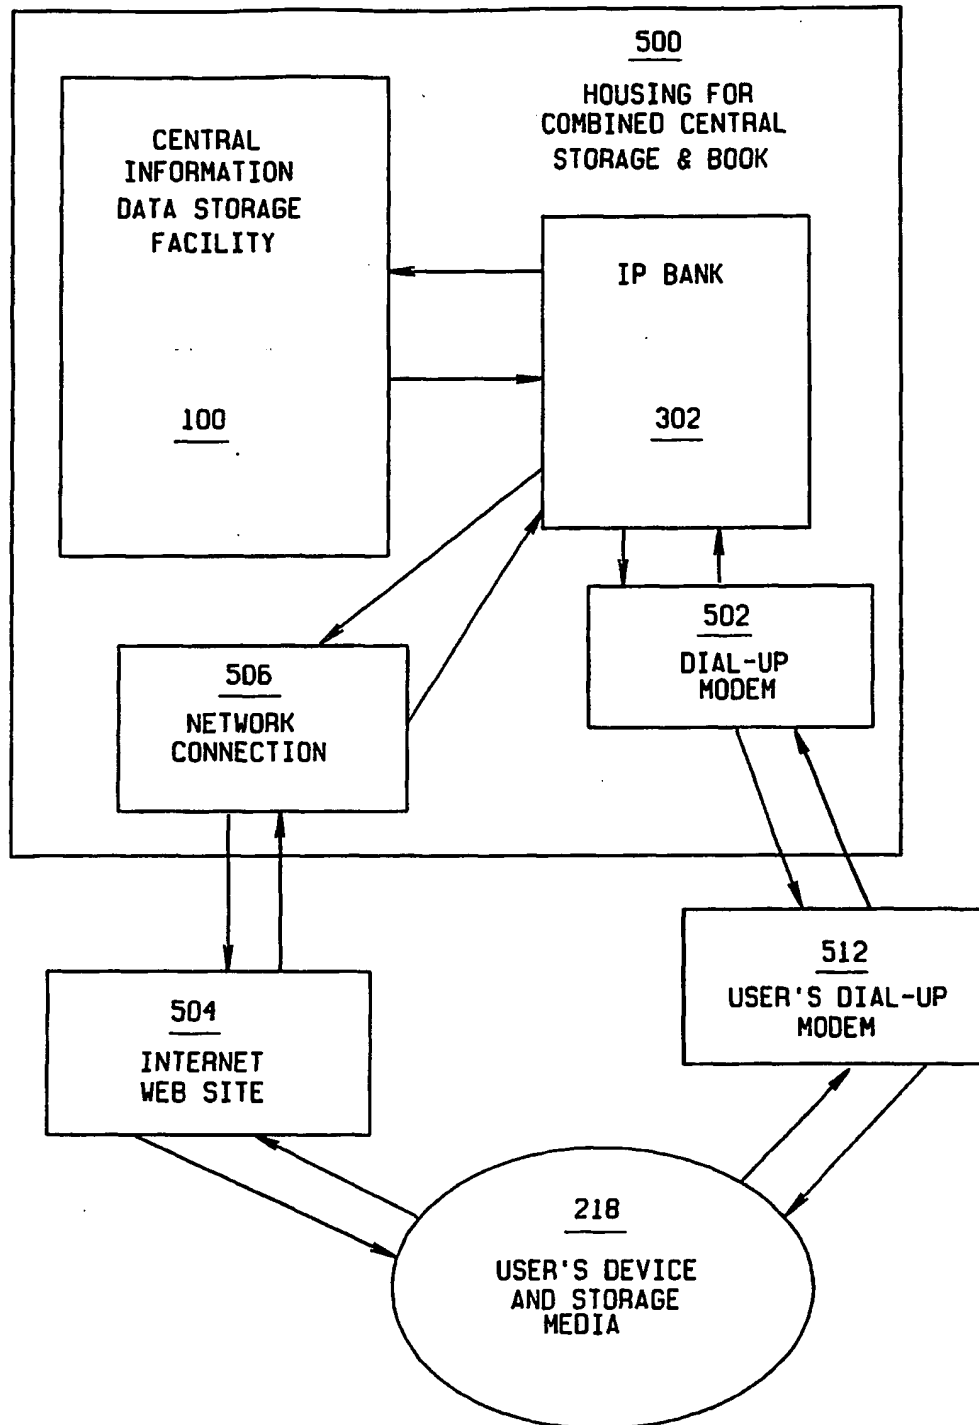 500
HOUSING FOR
COMBINED CENTRAL
STORAGE & BOOK
CENTRAL
INFORMATION
DATA STORAGE
FACILITY
100
IP BANK
302
502
DIAL-UP
MODEM
506
NETWORK
CONNECTION
512
USER'S DIAL-UP
MODEM
504
INTERNET
WEB SITE
218
USER'S DEVICE
AND STORAGE
MEDIA